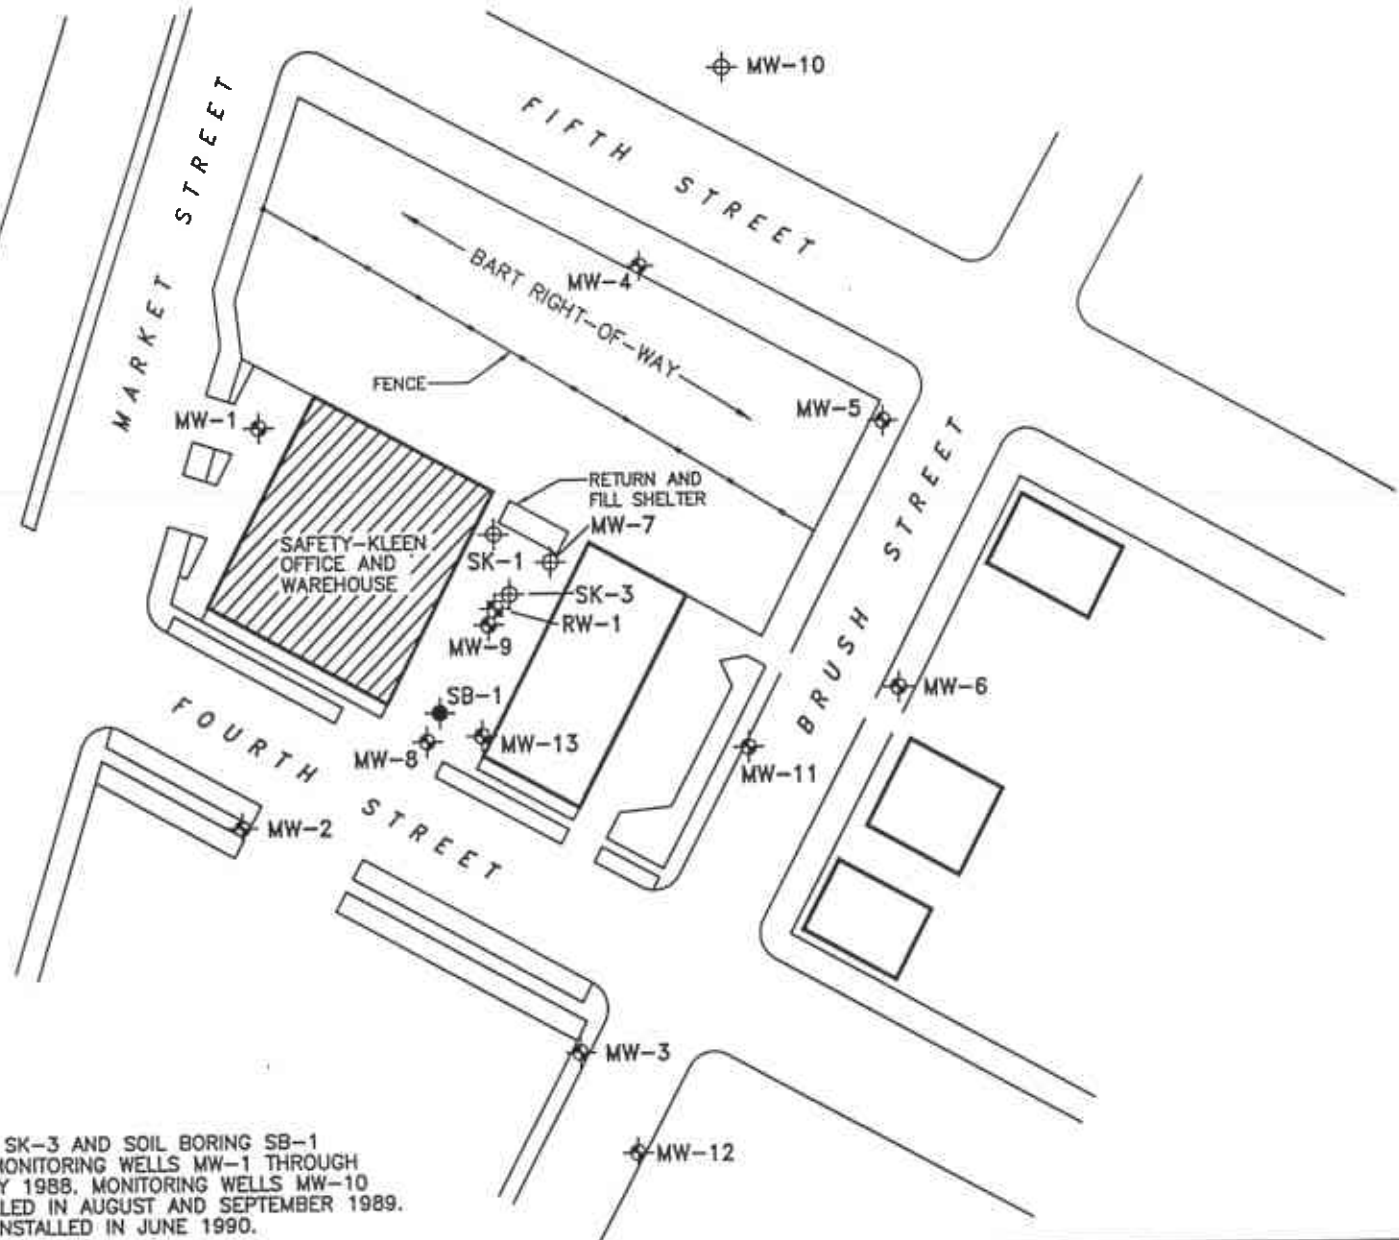 MW-10
FIFTH STREET
MARKET STREET
MW-4
BART RIGHT-OF-WAY
FENCE
MW-5
MW-1
RETURN AND
FILL SHELTER
MW-7
SAFETY-KLEEN
OFFICE AND
WAREHOUSE
SK-1
SK-3
RW-1
MW-9
BRUSH STREET
MW-6
SB-1
MW-13
MW-8
MW-11
FOURTH STREET
MW-2
MW-3
MW-12
SK-3 AND SOIL BORING SB-1
MONITORING WELLS MW-1 THROUGH
Y 1988. MONITORING WELLS MW-10
LED IN AUGUST AND SEPTEMBER 1989.
NSTALLED IN JUNE 1990.